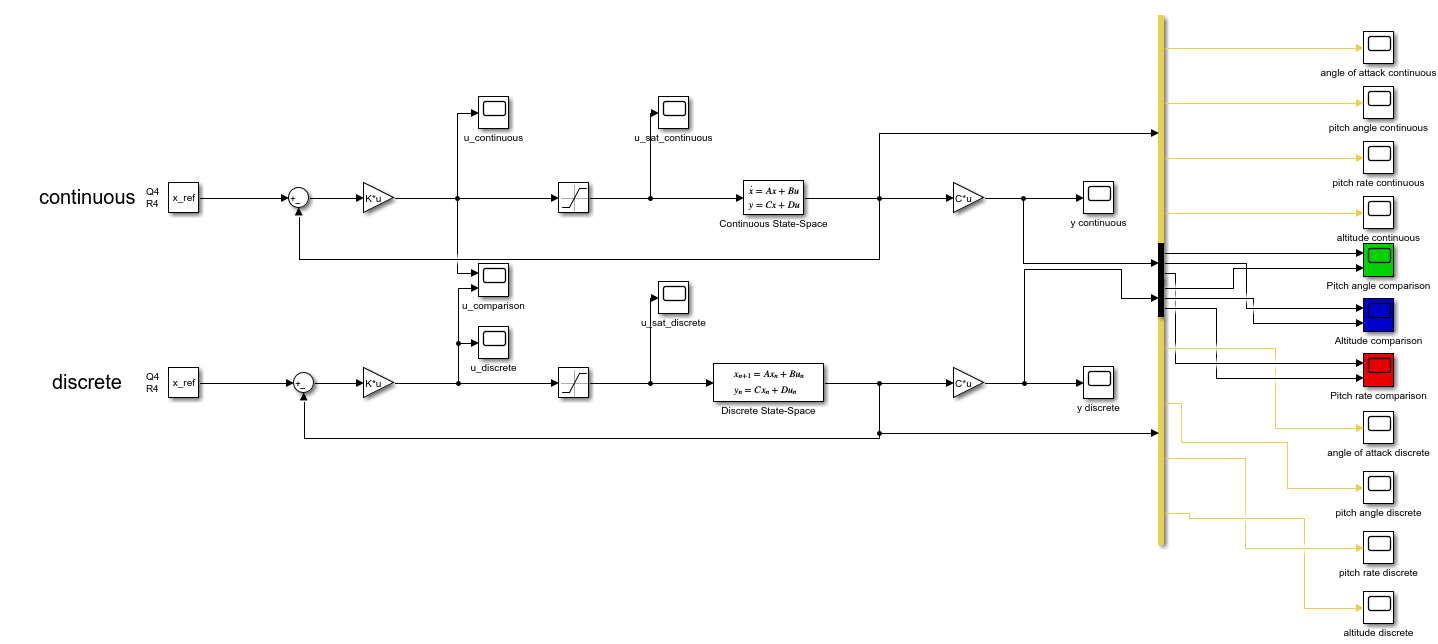 angle of attack continuous
pitch angle continuous
u_continuous
u_sat_continuous
pitch rate continuous
continuous
Q4
R4
x_ref
+_
K*u
ẋ = Ax + Bu
y = Cx + Du
Continuous State-Space
C*u
y continuous
altitude continuous
Pitch angle comparison
u_comparison
u_sat_discrete
Altitude comparison
u_discrete
discrete
Q4
R4
x_ref
+_
K*u
xn+1 = Axn + Bun
yn = Cxn + Dun
Discrete State-Space
C*u
y discrete
Pitch rate comparison
angle of attack discrete
pitch angle discrete
pitch rate discrete
altitude discrete